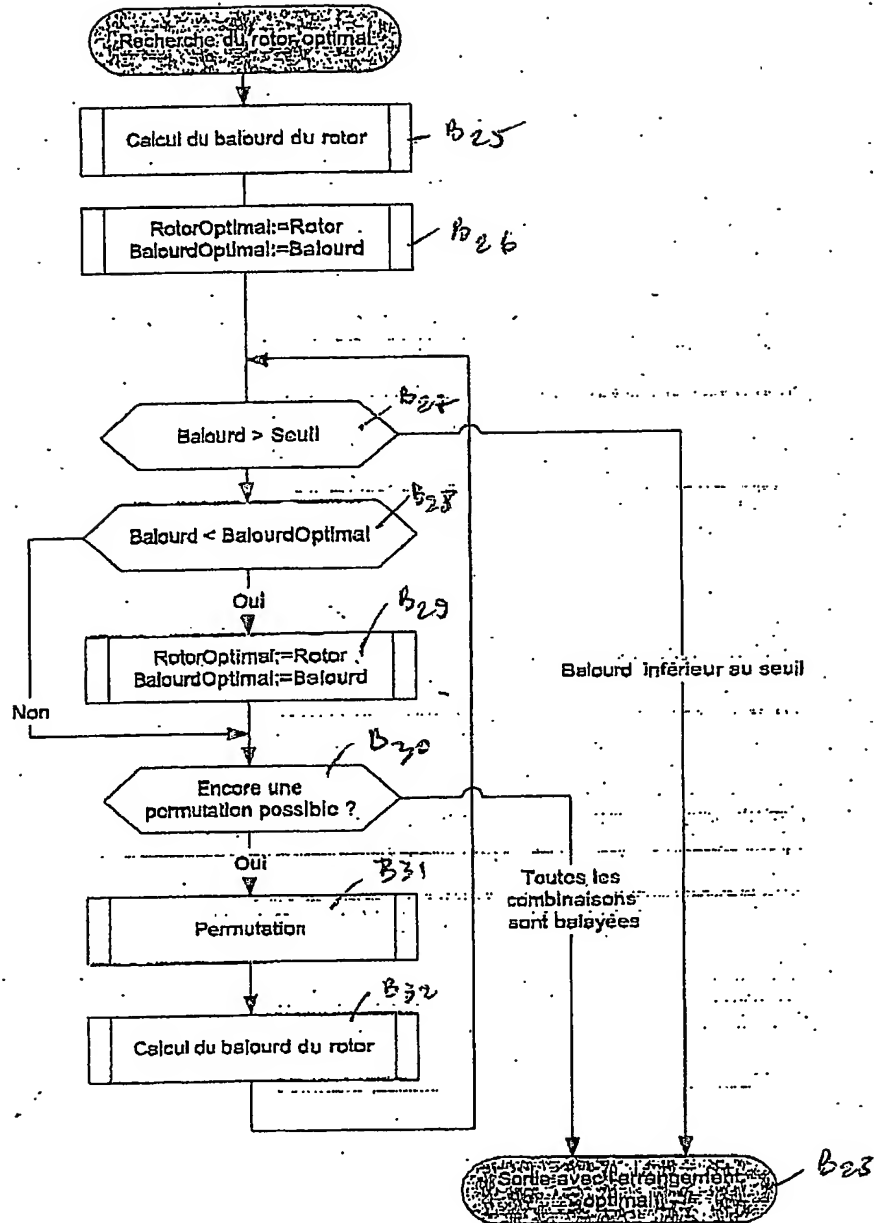 Recherche du rotor optimal
Calcul du balourd du rotor
B25
RotorOptimal:=Rotor
BalourdOptimal:=Balourd
B26
Balourd > Seuil
B27
Balourd < BalourdOptimal
B28
Oui
RotorOptimal:=Rotor
BalourdOptimal:=Balourd
B29
Balourd inférieur au seuil
Non
Encore une
permutation possible ?
B30
Oui
Toutes les
combinaisons
sont balayées
Permutation
B31
Calcul du balourd du rotor
B32
Sortie avec l'arrangement
optimal
B23